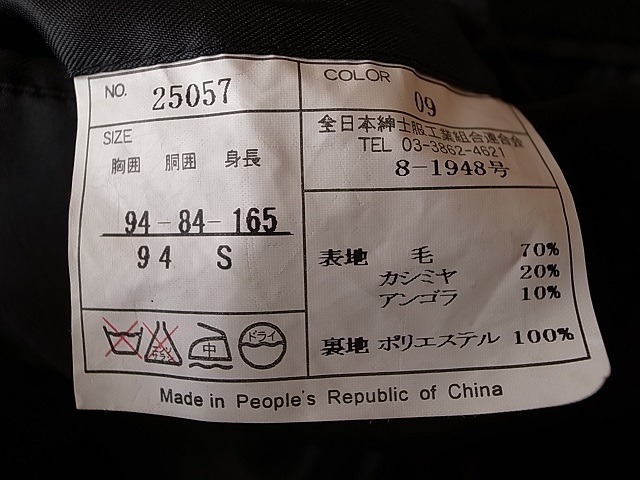 NO. 25057
COLOR 09
SIZE
胸囲 胴囲 身長
94-84-165
94 S
全日本紳士服工業組合連合会
TEL 03-3862-4621
8-1948号
表地 毛 70%
カシミヤ 20%
アンゴラ 10%
裏地 ポリエステル 100%
中
ドライ
Made in People's Republic of China